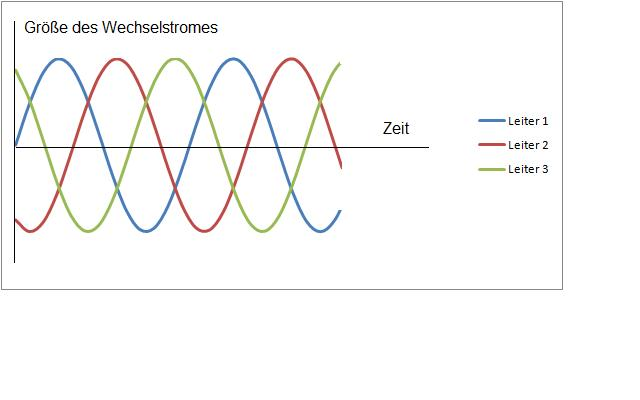 Größe des Wechselstromes
Zeit
Leiter 1
Leiter 2
Leiter 3